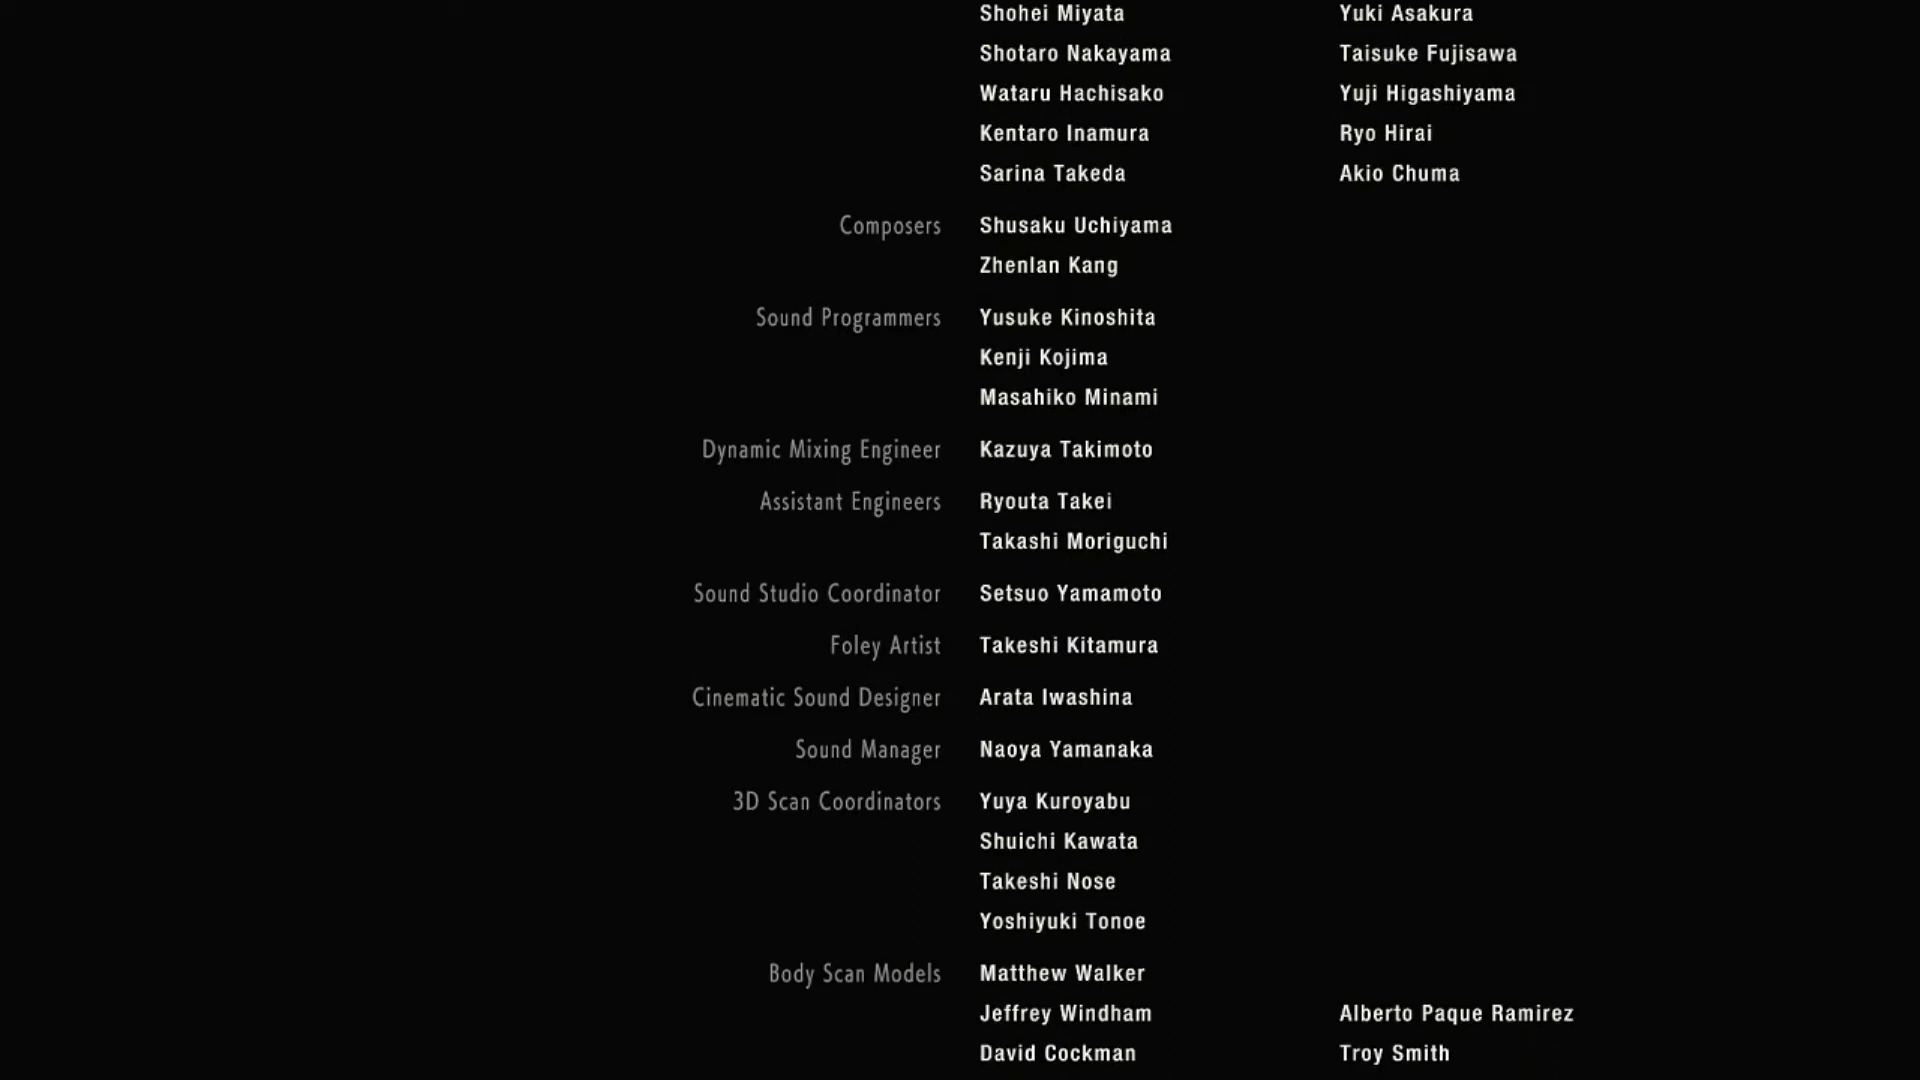 Shohei Miyata Yuki Asakura
Shotaro Nakayama Taisuke Fujisawa
Wataru Hachisako Yuji Higashiyama
Kentaro Inamura Ryo Hirai
Sarina Takeda Akio Chuma
Composers Shusaku Uchiyama
Zhenlan Kang
Sound Programmers Yusuke Kinoshita
Kenji Kojima
Masahiko Minami
Dynamic Mixing Engineer Kazuya Takimoto
Assistant Engineers Ryouta Takei
Takashi Moriguchi
Sound Studio Coordinator Setsuo Yamamoto
Foley Artist Takeshi Kitamura
Cinematic Sound Designer Arata Iwashina
Sound Manager Naoya Yamanaka
3D Scan Coordinators Yuya Kuroyabu
Shuichi Kawata
Takeshi Nose
Yoshiyuki Tonoe
Body Scan Models Matthew Walker
Jeffrey Windham Alberto Paque Ramirez
David Cockman Troy Smith